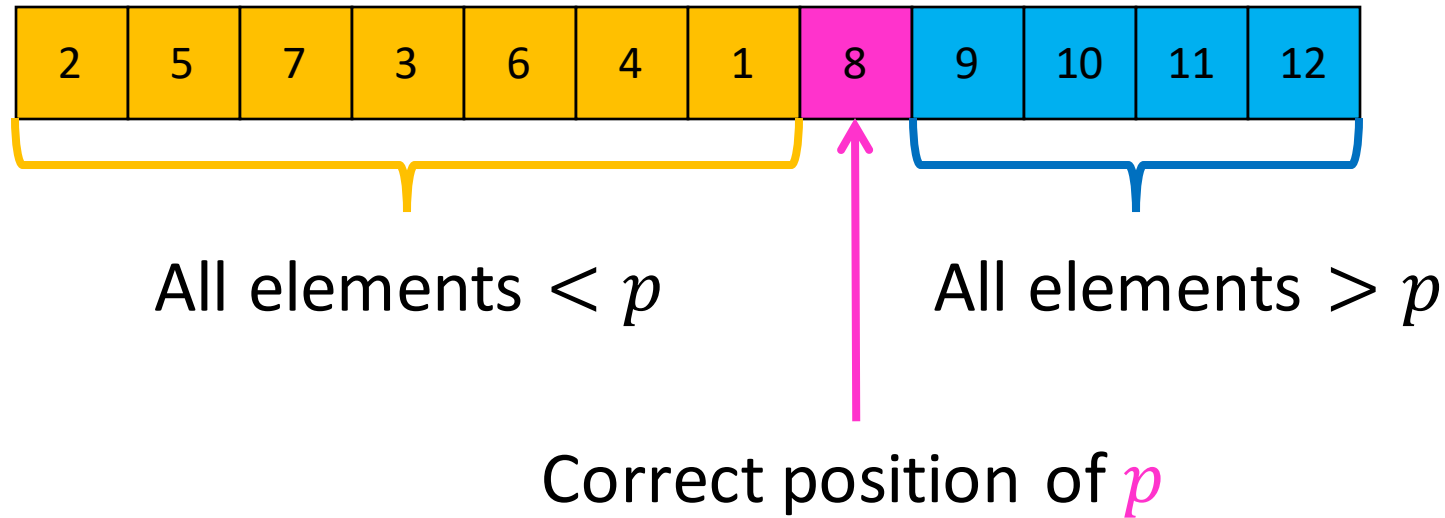 2 5 7 3 6 4 1 8 9 10 11 12
All elements < p
All elements > p
Correct position of p